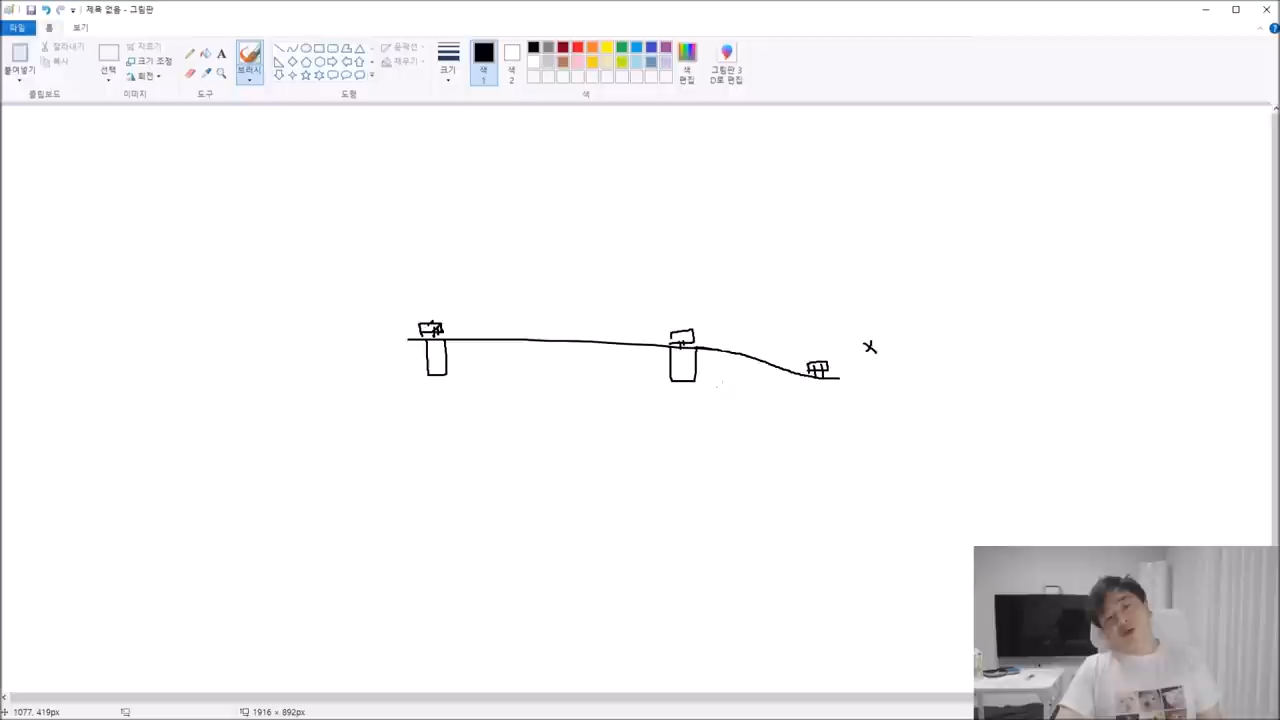 제목 없음 - 그림판
파일 홈 보기
붙여넣기
잘라내기
복사
클립보드
선택
자르기
크기 조정
회전
이미지
A
도구
브러시
윤곽선
채우기
도형
크기
색
1
색
2
색
편집
그림판 3
D로 편집
색
x
1077, 419px
1916 × 892px